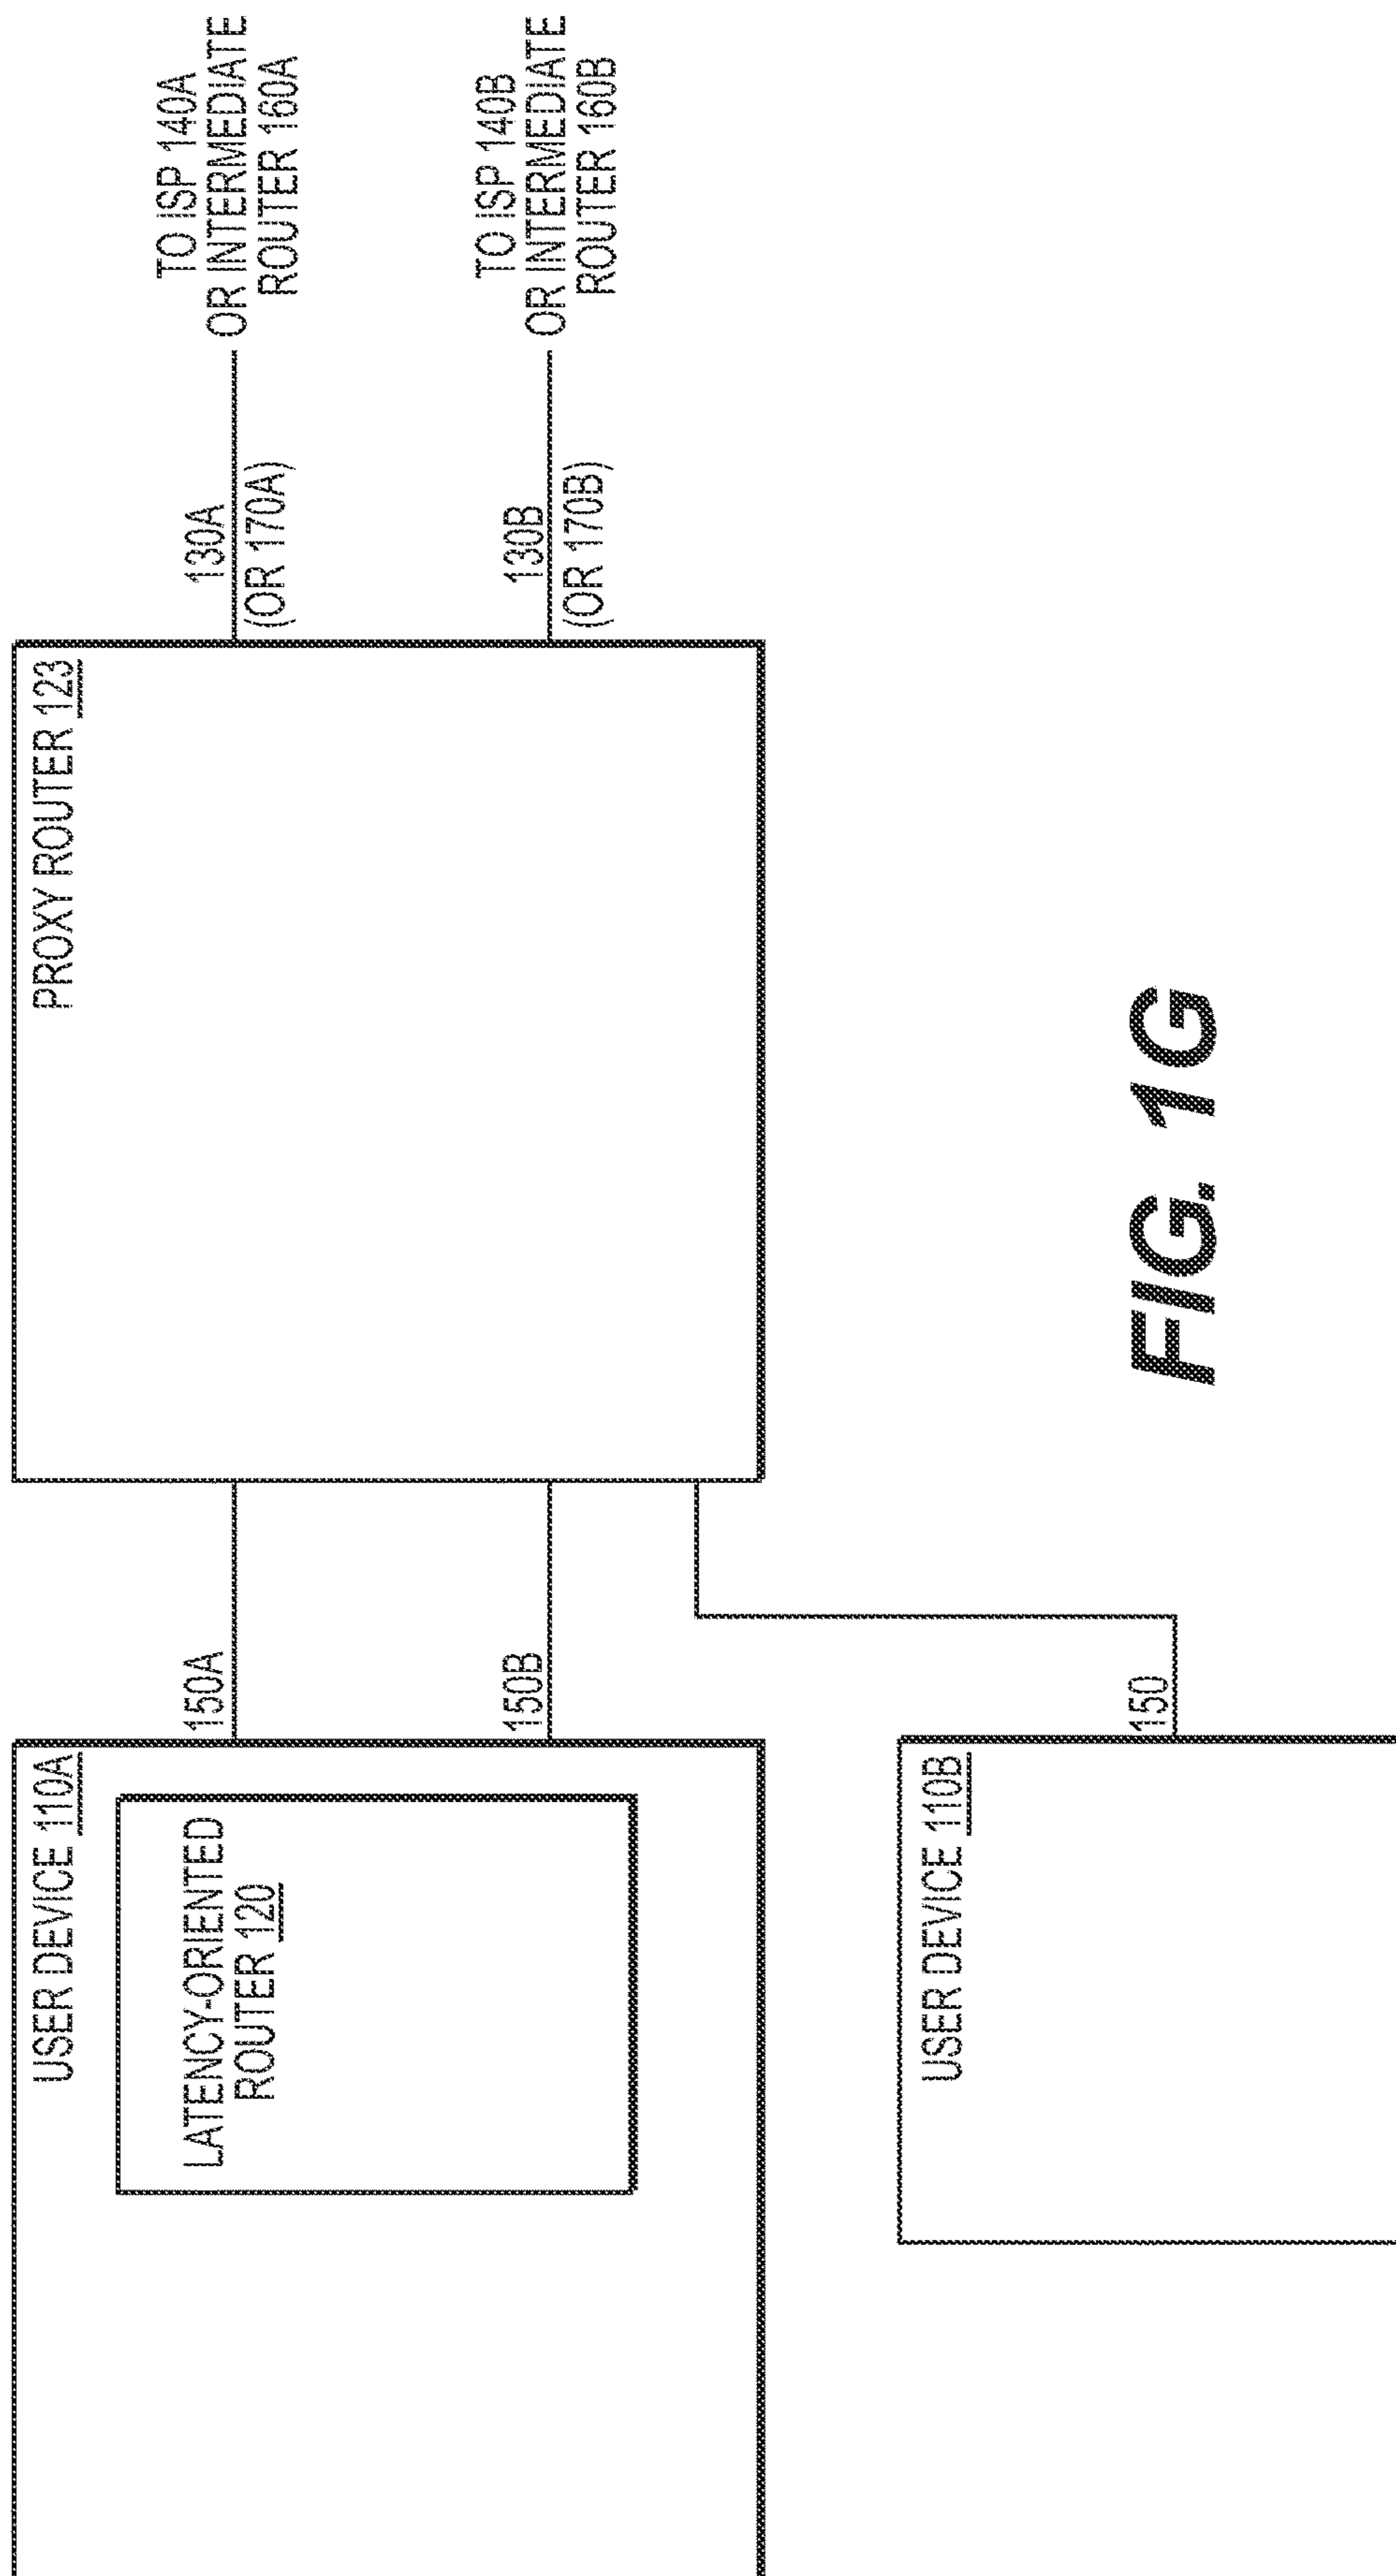 USER DEVICE 110A
LATENCY-ORIENTED
ROUTER 120
150A
150B
PROXY ROUTER 123
130A
(OR 170A)
TO ISP 140A
OR INTERMEDIATE
ROUTER 160A
130B
(OR 170B)
TO ISP 140B
OR INTERMEDIATE
ROUTER 160B
USER DEVICE 110B
150
FIG. 1G